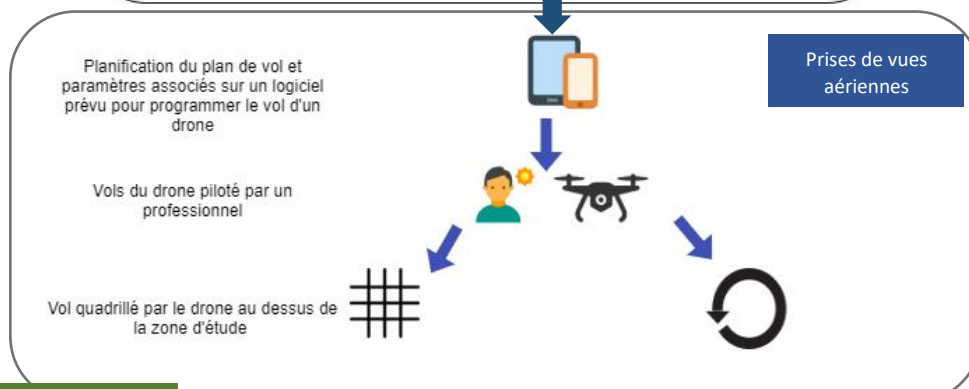 Planification du plan de vol et
paramètres associés sur un logiciel
prévu pour programmer le vol d'un
drone
Prises de vues
aériennes
Vols du drone piloté par un
professionnel
Vol quadrillé par le drone au dessus de
la zone d'étude